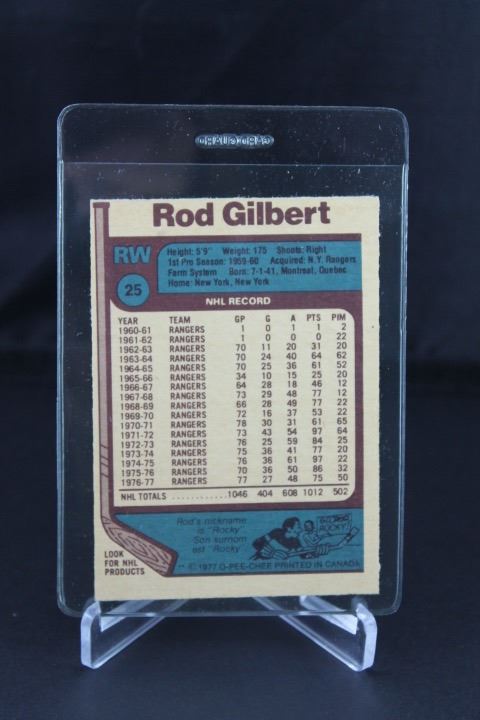 CARD GUARD
Rod Gilbert
RW
25
Height: 5'9" Weight: 175 Shoots: Right
1st Pro Season: 1959-60 Acquired: N.Y. Rangers
Farm System Born: 7-1-41, Montreal, Quebec
Home: New York, New York
NHL RECORD
YEAR TEAM GP G A PTS PIM
1960-61 RANGERS 1 0 1 1 2
1961-62 RANGERS 1 0 0 0 22
1962-63 RANGERS 70 11 20 31 20
1963-64 RANGERS 70 24 40 64 62
1964-65 RANGERS 70 25 36 61 52
1965-66 RANGERS 34 10 15 25 20
1966-67 RANGERS 64 28 18 46 12
1967-68 RANGERS 73 29 48 77 12
1968-69 RANGERS 66 28 49 77 22
1969-70 RANGERS 72 16 37 53 22
1970-71 RANGERS 78 30 31 61 65
1971-72 RANGERS 73 43 54 97 64
1972-73 RANGERS 76 25 59 84 25
1973-74 RANGERS 75 36 41 77 20
1974-75 RANGERS 76 36 61 97 22
1975-76 RANGERS 70 36 50 86 32
1976-77 RANGERS 77 27 48 75 50
NHL TOTALS ............ 1046 404 608 1012 502
Rod's nickname
is "Rocky".
Son surnom
est "Rocky"
GO
ROCKY!
LOOK
FOR NHL
PRODUCTS
© 1977 O-PEE-CHEE PRINTED IN CANADA